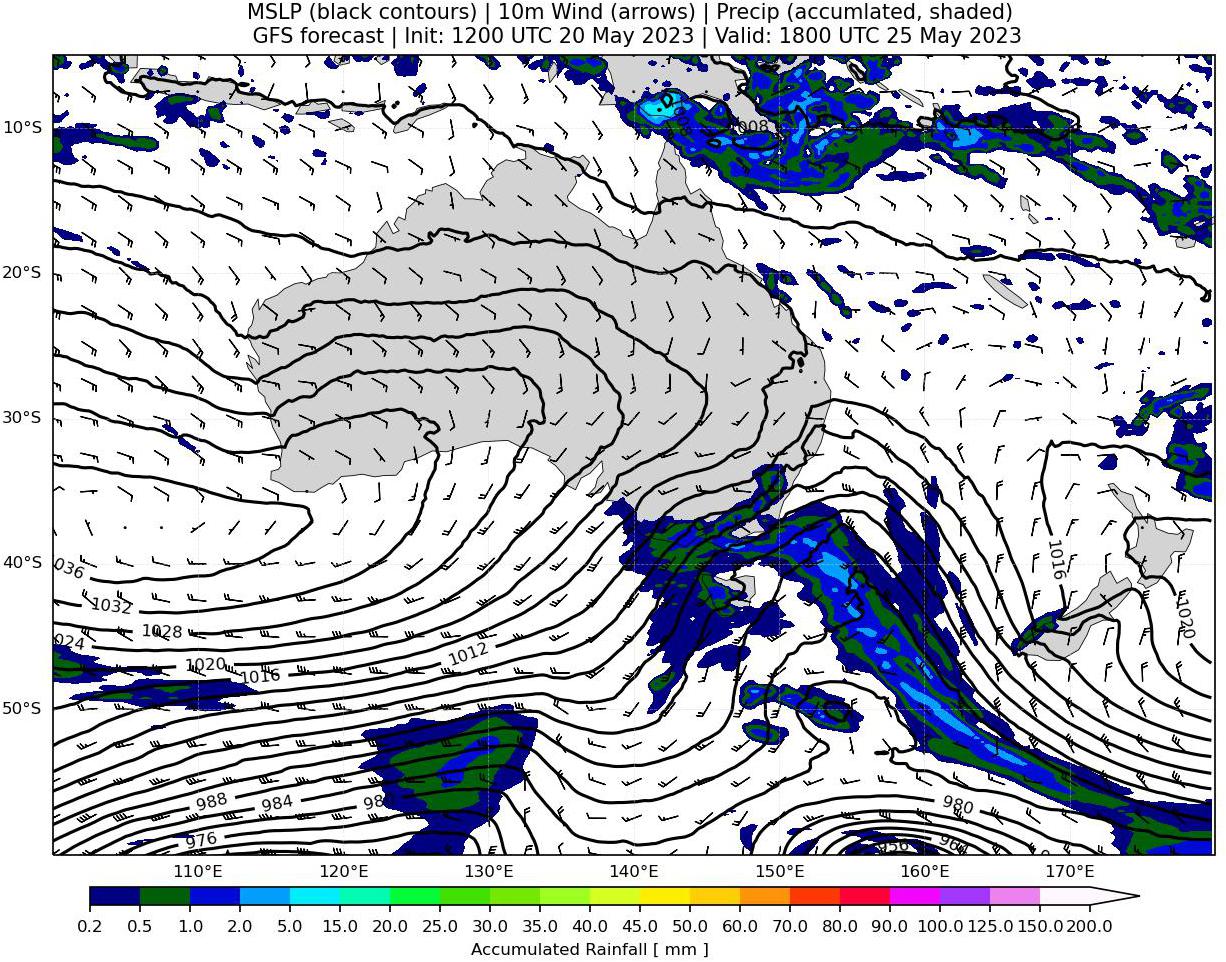 MSLP (black contours) | 10m Wind (arrows) | Precip (accumlated, shaded)
GFS forecast | Init: 1200 UTC 20 May 2023 | Valid: 1800 UTC 25 May 2023
10°S
20°S
30°S
40°S
50°S
008
036
1032
1028
024
1020
1016
1012
1016
1020
988
984
98
976
980
956
964
110°E
120°E
130°E
140°E
150°E
160°E
170°E
0.2 0.5 1.0 2.0 5.0 10.0 15.0 20.0 25.0 30.0 35.0 40.0 45.0 50.0 60.0 70.0 80.0 90.0 100.0 125.0 150.0 200.0
Accumulated Rainfall [ mm ]